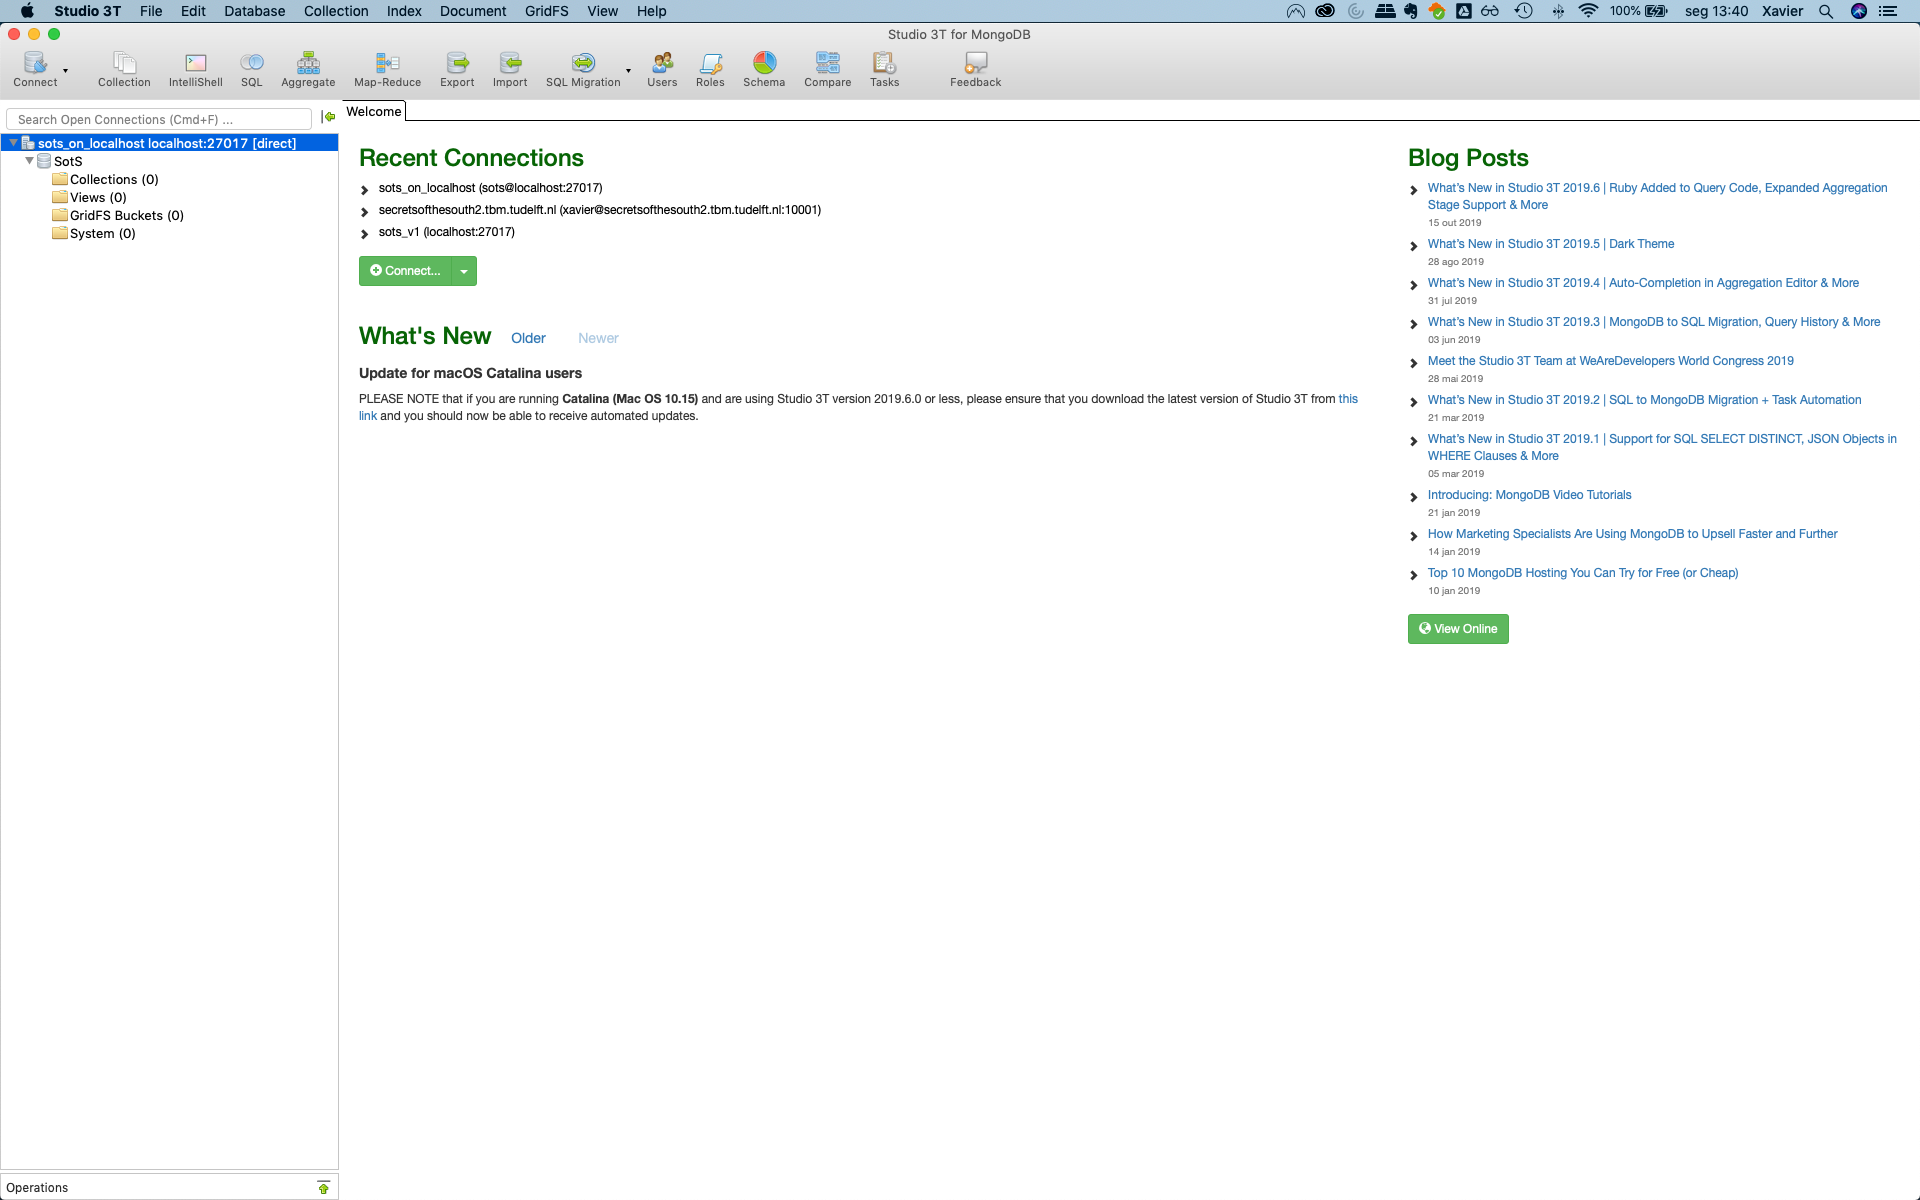 Studio 3T File Edit Database Collection Index Document GridFS View Help 100% seg 13:40 Xavier
Studio 3T for MongoDB
Connect Collection IntelliShell SQL Aggregate Map-Reduce Export Import SQL Migration Users Roles Schema Compare Tasks Feedback
Search Open Connections (Cmd+F) ...
sots_on_localhost localhost:27017 [direct]
SotS
Collections (0)
Views (0)
GridFS Buckets (0)
System (0)
Operations
Welcome
Recent Connections
sots_on_localhost (sots@localhost:27017)
secretsofthesouth2.tbm.tudelft.nl (xavier@secretsofthesouth2.tbm.tudelft.nl:10001)
sots_v1 (localhost:27017)
Connect...
What's New Older Newer
Update for macOS Catalina users
PLEASE NOTE that if you are running Catalina (Mac OS 10.15) and are using Studio 3T version 2019.6.0 or less, please ensure that you download the latest version of Studio 3T from this
link and you should now be able to receive automated updates.
Blog Posts
What's New in Studio 3T 2019.6 | Ruby Added to Query Code, Expanded Aggregation
Stage Support & More
15 out 2019
What's New in Studio 3T 2019.5 | Dark Theme
28 ago 2019
What's New in Studio 3T 2019.4 | Auto-Completion in Aggregation Editor & More
31 jul 2019
What's New in Studio 3T 2019.3 | MongoDB to SQL Migration, Query History & More
03 jun 2019
Meet the Studio 3T Team at WeAreDevelopers World Congress 2019
28 mai 2019
What's New in Studio 3T 2019.2 | SQL to MongoDB Migration + Task Automation
21 mar 2019
What's New in Studio 3T 2019.1 | Support for SQL SELECT DISTINCT, JSON Objects in
WHERE Clauses & More
05 mar 2019
Introducing: MongoDB Video Tutorials
21 jan 2019
How Marketing Specialists Are Using MongoDB to Upsell Faster and Further
14 jan 2019
Top 10 MongoDB Hosting You Can Try for Free (or Cheap)
10 jan 2019
View Online